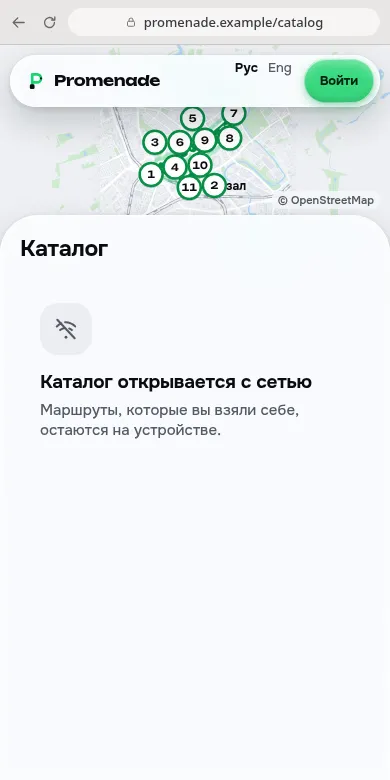 promenade.example/catalog
Promenade
Рус Eng
Войти
5
7
3
6
9
8
1
4
10
11
2
зал
© OpenStreetMap
Каталог
Каталог открывается с сетью
Маршруты, которые вы взяли себе,
остаются на устройстве.